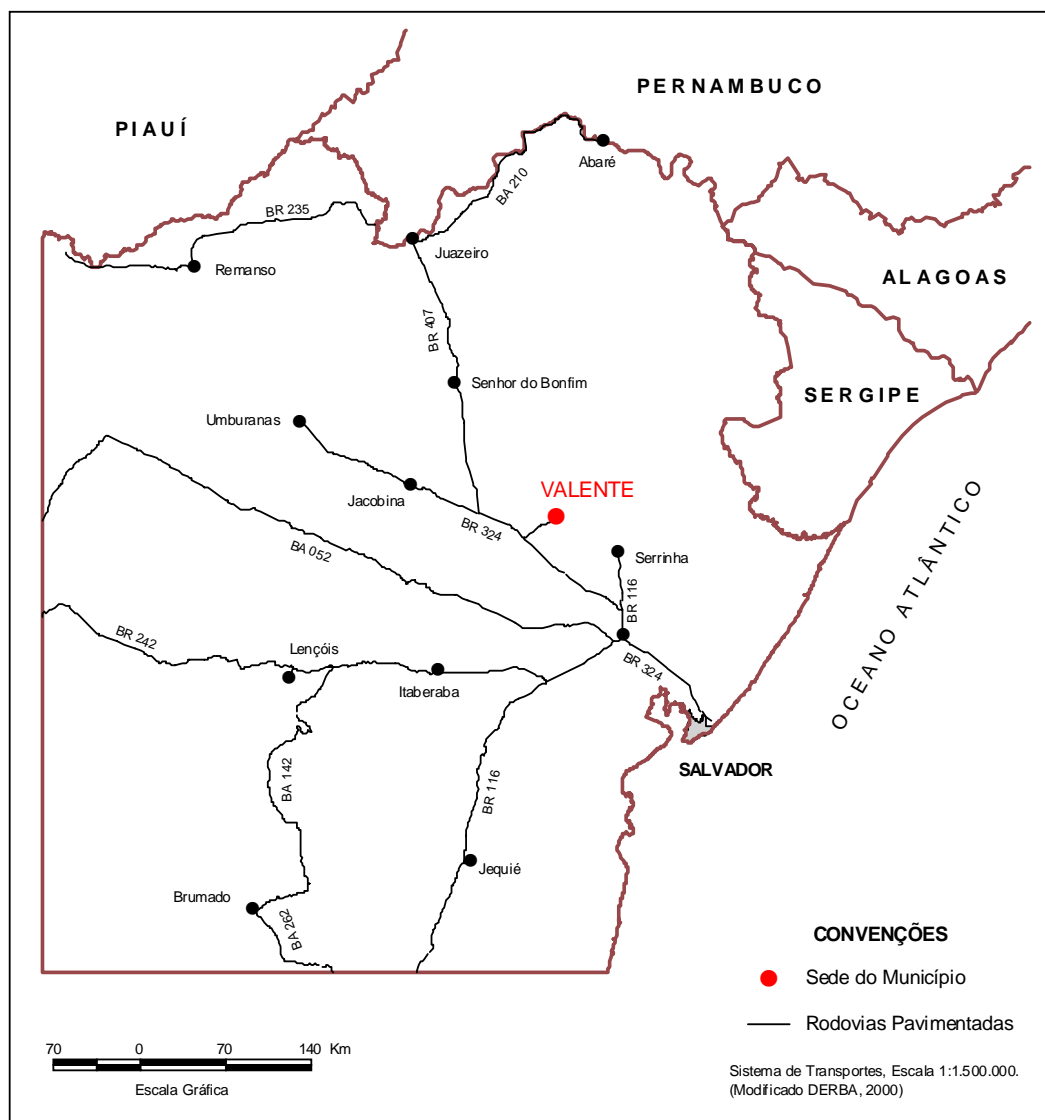 PERNAMBUCO
PIAUÍ
Abaré
BA 210
BR 235
Juazeiro
Remanso
ALAGOAS
BR 407
Senhor do Bonfim
SERGIPE
Umburanas
VALENTE
Jacobina
BR 324
OCEANO ATLÂNTICO
BA 052
Serrinha
BR 116
BR 242
Lençóis
Itaberaba
BR 324
SALVADOR
BA 142
BR 116
Jequié
Brumado
BA 262
CONVENÇÕES
Sede do Município
Rodovias Pavimentadas
70 0 70 140 Km
Escala Gráfica
Sistema de Transportes, Escala 1:1.500.000.
(Modificado DERBA, 2000)